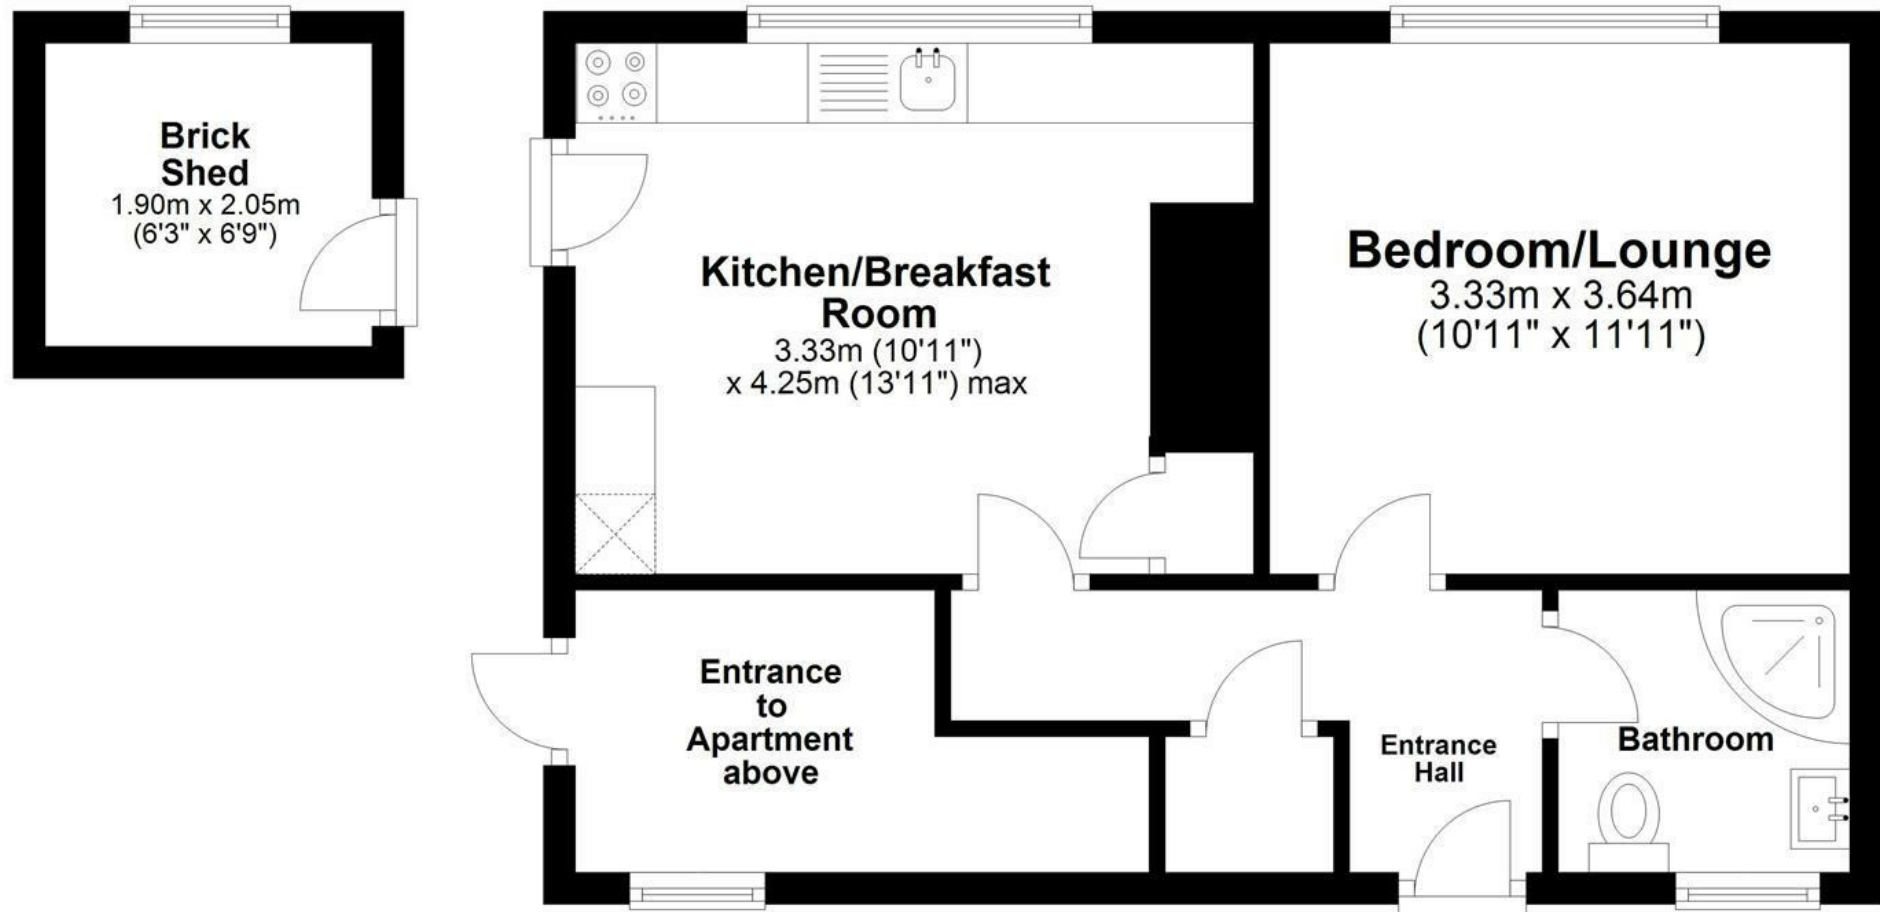 Brick
Shed
1.90m x 2.05m
(6'3" x 6'9")
Kitchen/Breakfast
Room
3.33m (10'11")
x 4.25m (13'11") max
Bedroom/Lounge
3.33m x 3.64m
(10'11" x 11'11")
Entrance
to
Apartment
above
Entrance
Hall
Bathroom